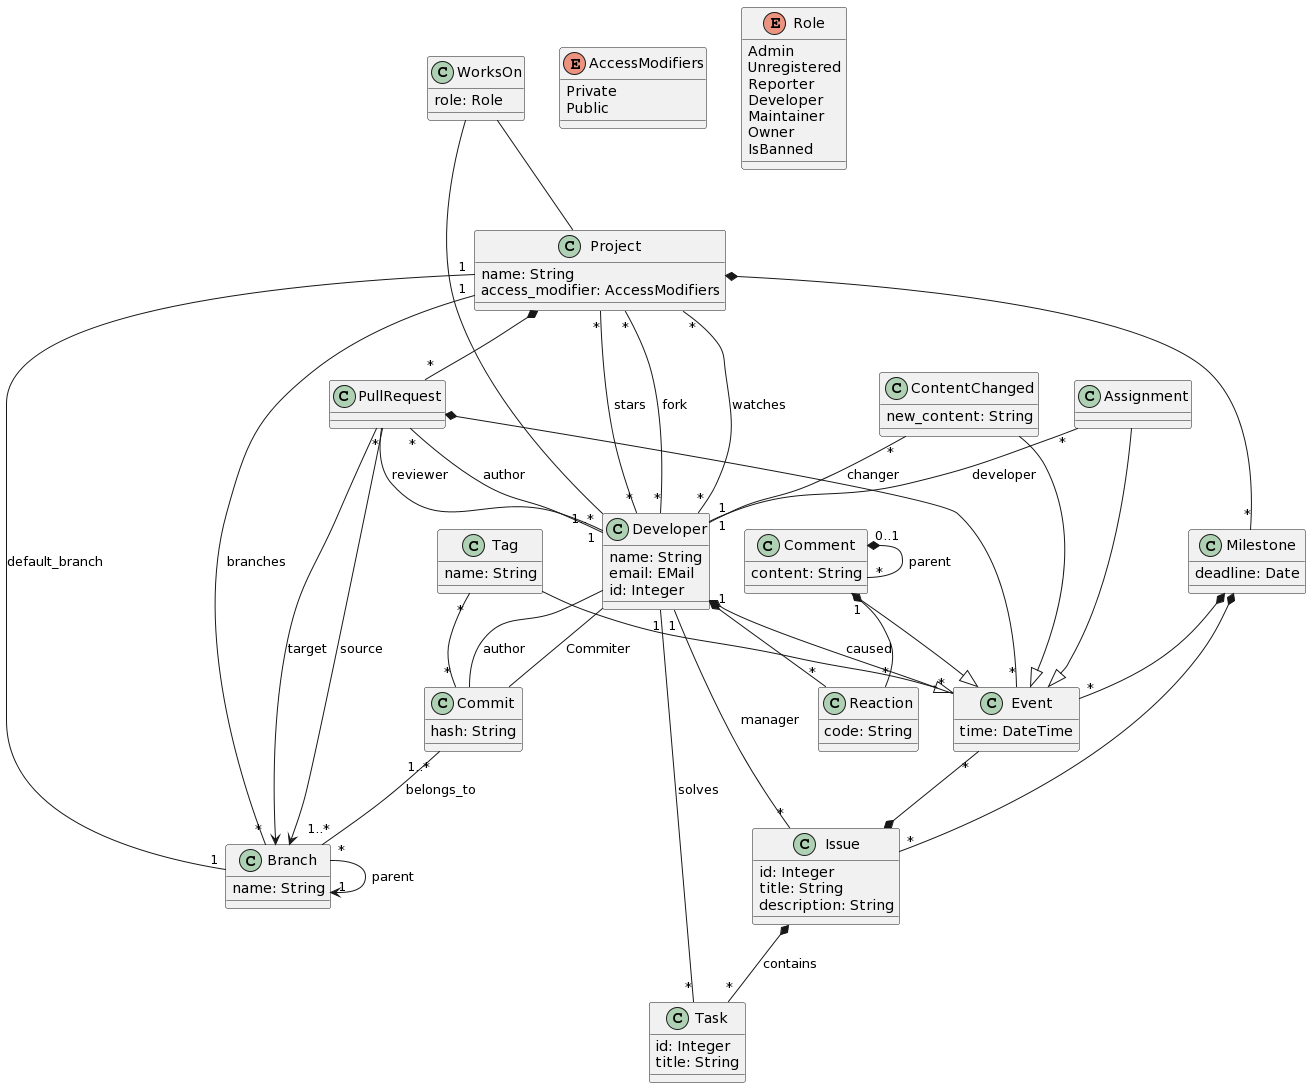 E Role
Admin
Unregistered
Reporter
Developer
Maintainer
Owner
IsBanned
C WorksOn
role: Role
E AccessModifiers
Private
Public
C Project
name: String
access_modifier: AccessModifiers
1
1
*
*
*
*
C PullRequest
stars
fork
watches
C ContentChanged
new_content: String
C Assignment
*
*
*
*
reviewer
author
changer
developer
*
*
*
1
1
*
1 *
1
C Developer
name: String
email: EMail
id: Integer
C Tag
name: String
C Comment
content: String
0..1
*
parent
C Milestone
deadline: Date
default_branch
branches
*
1
1
1
1
target
source
author
Commiter
caused
*
*
*
*
*
*
C Commit
hash: String
C Reaction
code: String
C Event
time: DateTime
manager
1..*
belongs_to
solves
*
*
1..*
*
*
*
1
C Branch
name: String
1
parent
C Issue
id: Integer
title: String
description: String
contains
*
*
C Task
id: Integer
title: String